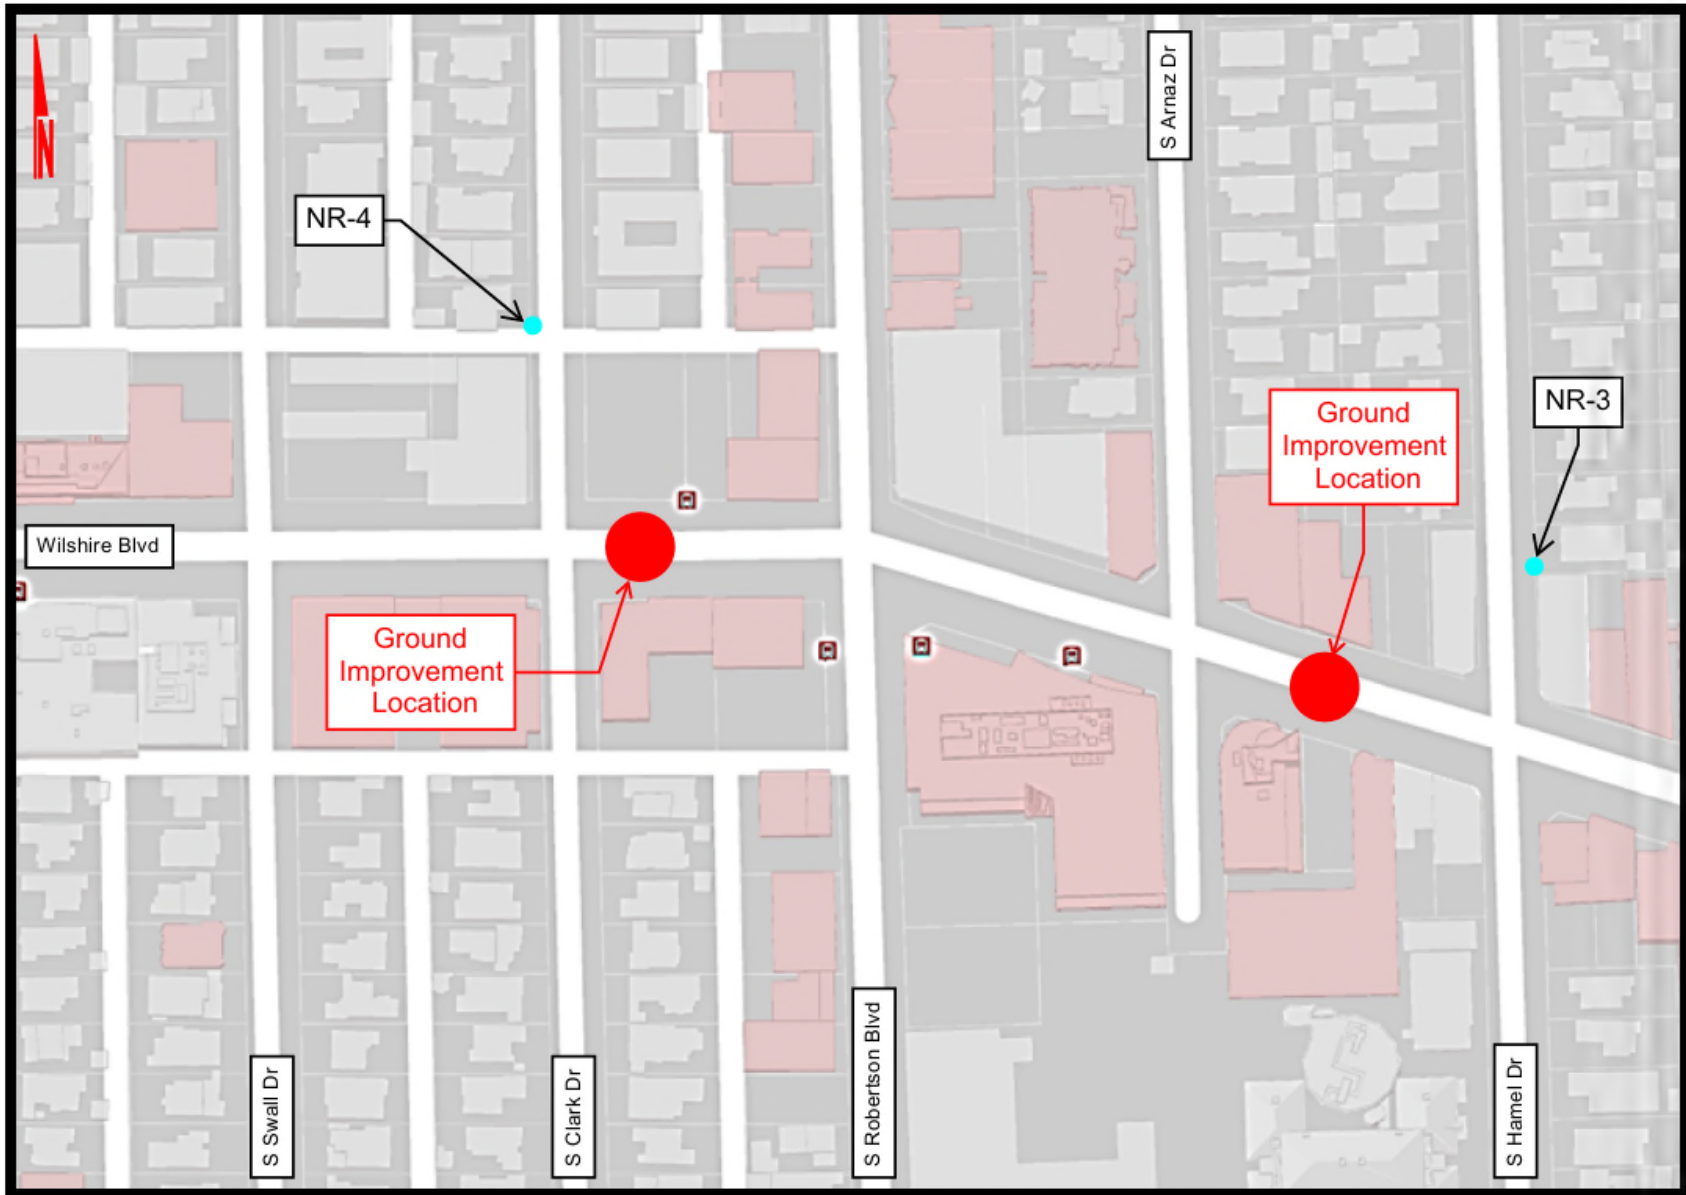 S Arnaz Dr
N
NR-4
NR-3
Ground
Improvement
Location
Wilshire Blvd
Ground
Improvement
Location
S Swall Dr
S Clark Dr
S Robertson Blvd
S Hamel Dr